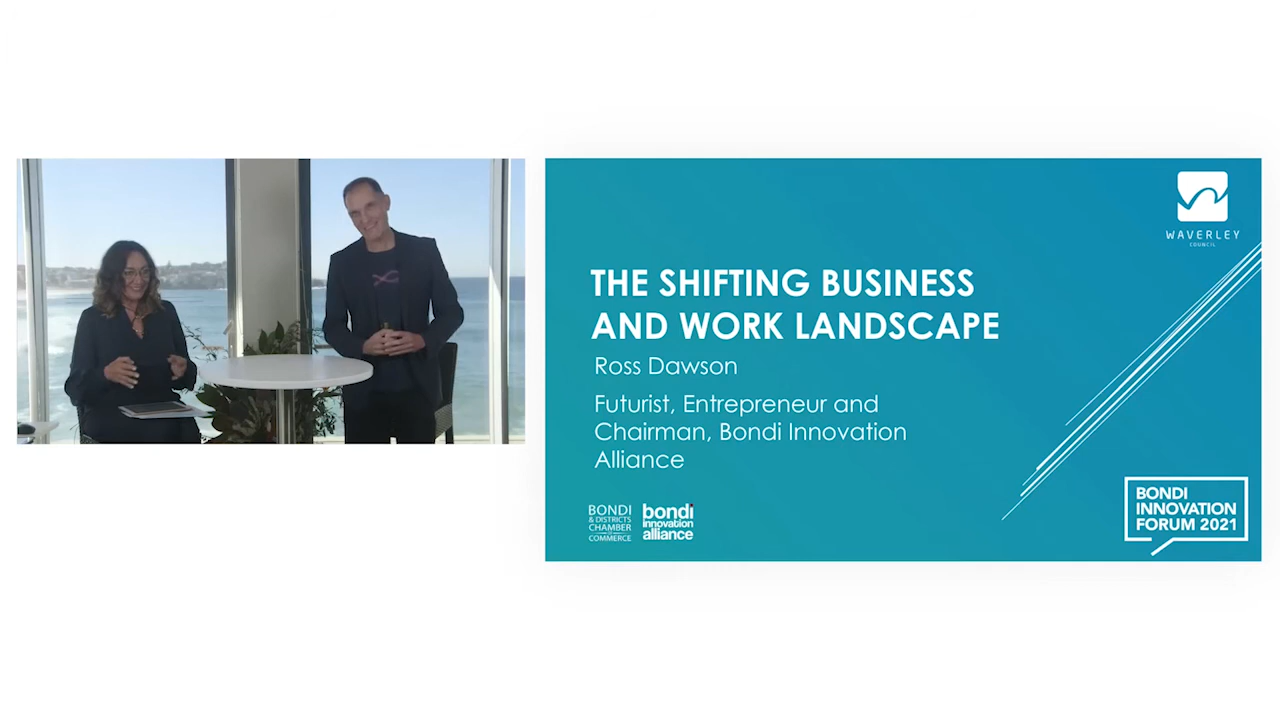 WAVERLEY
COUNCIL
THE SHIFTING BUSINESS
AND WORK LANDSCAPE
Ross Dawson
Futurist, Entrepreneur and
Chairman, Bondi Innovation
Alliance
BONDI
& DISTRICTS
CHAMBER
OF
COMMERCE
bondi
innovation
alliance
BONDI
INNOVATION
FORUM 2021